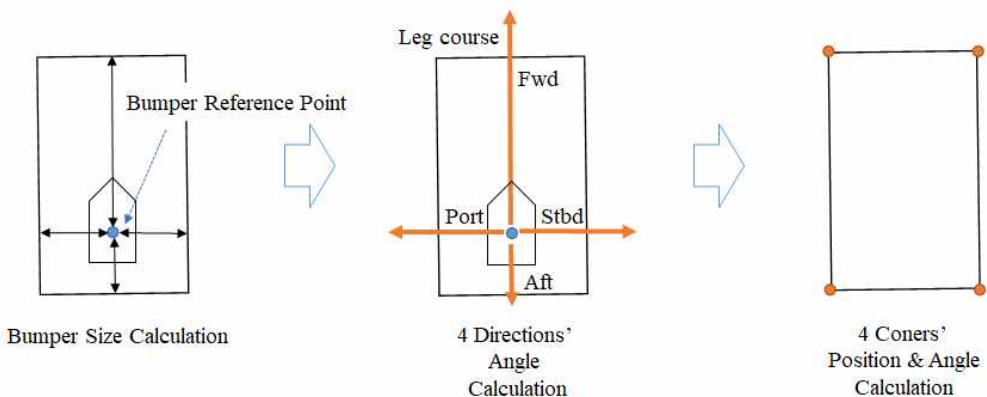 Bumper Reference Point
Bumper Size Calculation
Leg course
Fwd
Port
Stbd
Aft
4 Directions’
Angle
Calculation
4 Coners’
Position & Angle
Calculation